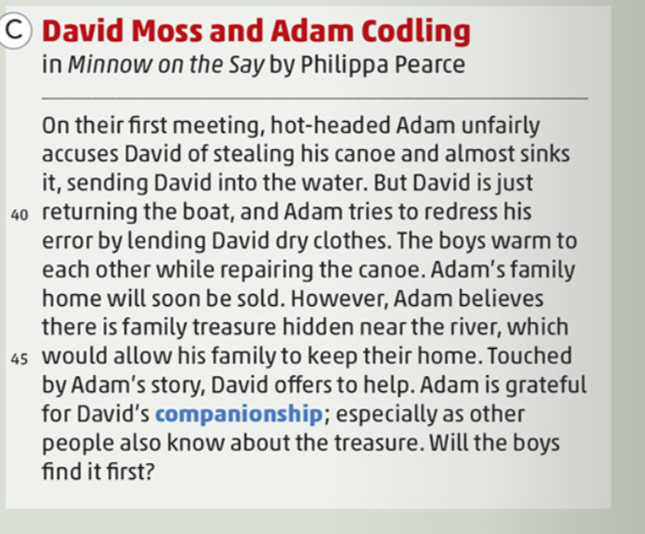 C David Moss and Adam Codling
in Minnow on the Say by Philippa Pearce
On their first meeting, hot-headed Adam unfairly
accuses David of stealing his canoe and almost sinks
it, sending David into the water. But David is just
40 returning the boat, and Adam tries to redress his
error by lending David dry clothes. The boys warm to
each other while repairing the canoe. Adam's family
home will soon be sold. However, Adam believes
there is family treasure hidden near the river, which
45 would allow his family to keep their home. Touched
by Adam's story, David offers to help. Adam is grateful
for David's companionship; especially as other
people also know about the treasure. Will the boys
find it first?